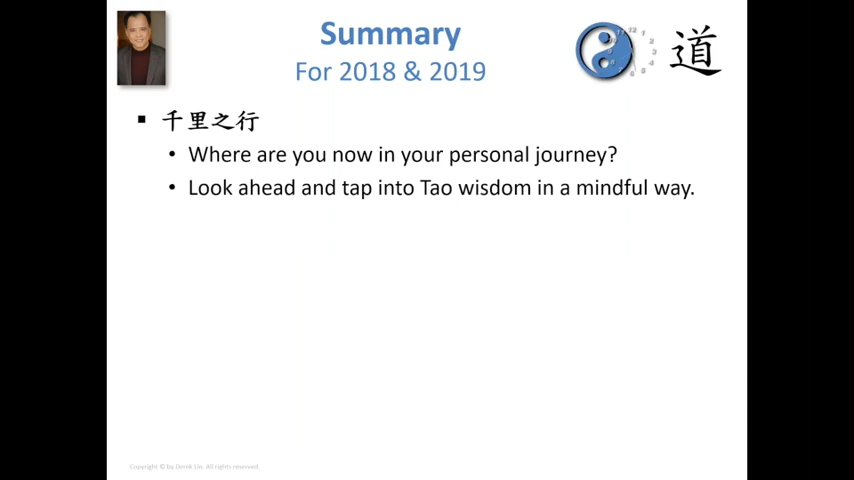 Summary
For 2018 & 2019
道
千里之行
Where are you now in your personal journey?
Look ahead and tap into Tao wisdom in a mindful way.
Copyright © by Derek Lin. All rights reserved.